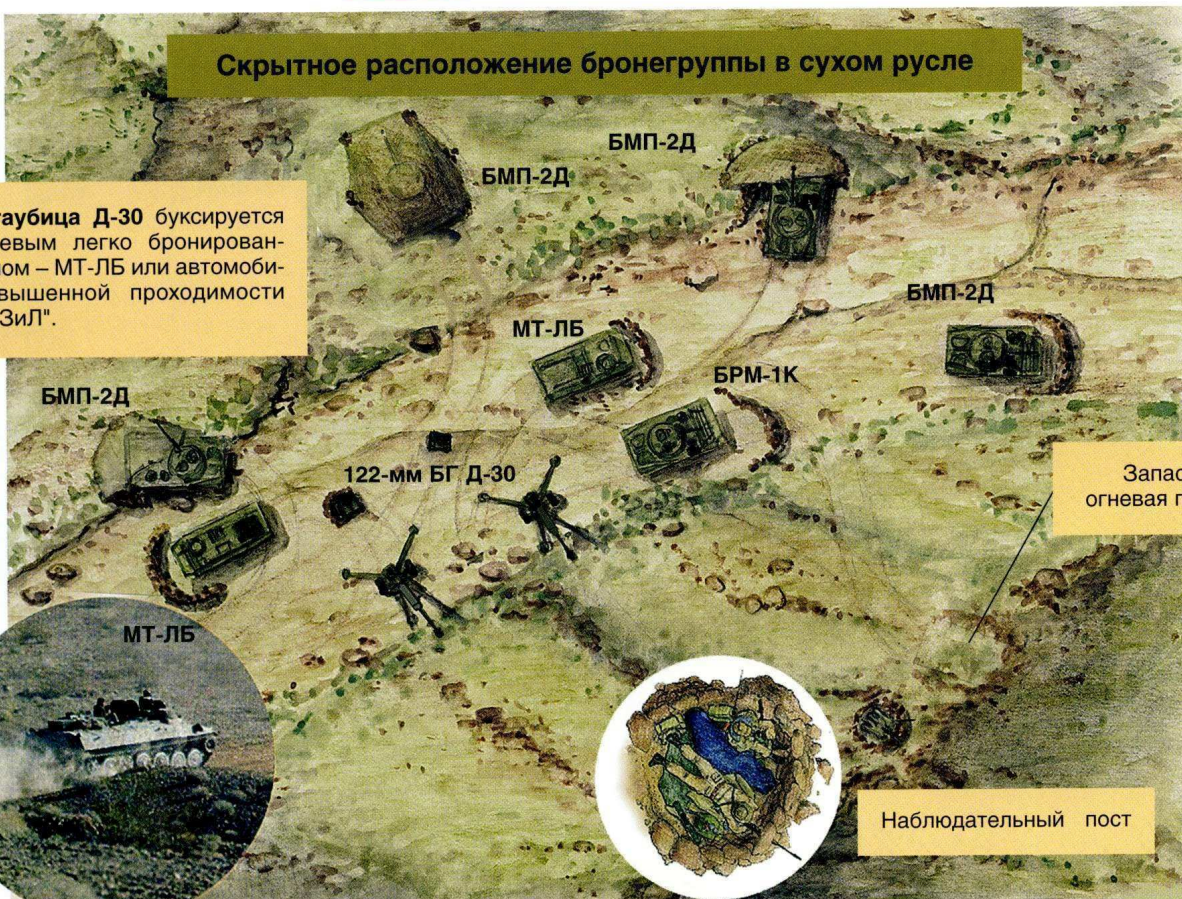 Скрытное расположение бронегруппы в сухом русле
БМП-2Д
БМП-2Д
гаубица Д-30 буксируется
евым легко бронирован-
ом – МТ-ЛБ или автомоби-
вышенной проходимости
ЗиЛ".
БМП-2Д
МТ-ЛБ
БРМ-1К
БМП-2Д
122-мм БГ Д-30
Запас
огневая п
МТ-ЛБ
Наблюдательный пост